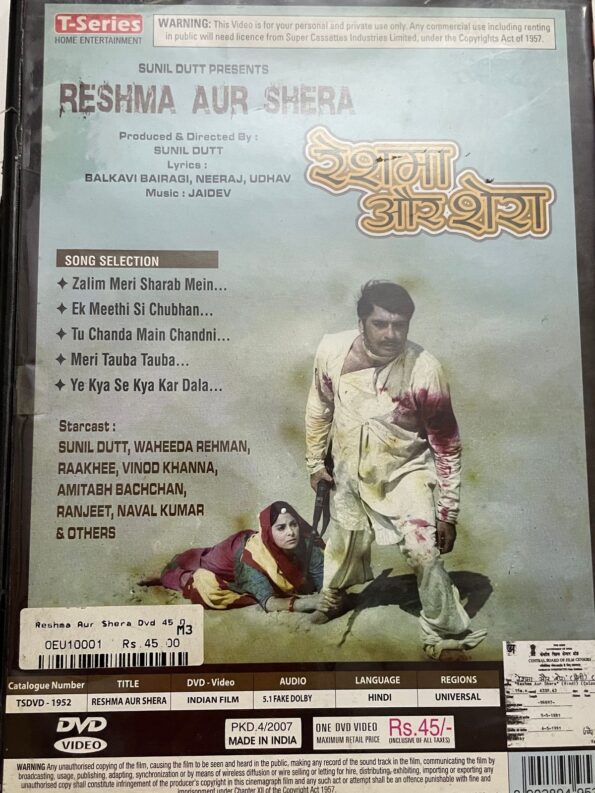 T-Series
HOME ENTERTAINMENT
WARNING: This Video is for your personal and private use only. Any commercial use including renting
in public will need licence from Super Cassettes Industries Limited, under the Copyrights Act of 1957.
SUNIL DUTT PRESENTS
RESHMA AUR SHERA
Produced & Directed By :
SUNIL DUTT
Lyrics :
BALKAVI BAIRAGI, NEERAJ, UDHAV
Music : JAIDEV
रेशमा
और शेरा
SONG SELECTION
✦ Zalim Meri Sharab Mein...
✦ Ek Meethi Si Chubhan...
✦ Tu Chanda Main Chandni...
✦ Meri Tauba Tauba...
✦ Ye Kya Se Kya Kar Dala...
Starcast :
SUNIL DUTT, WAHEEDA REHMAN,
RAAKHEE, VINOD KHANNA,
AMITABH BACHCHAN,
RANJEET, NAVAL KUMAR
& OTHERS
Reshma Aur Shera Dvd 45
M3
0EU10001 Rs.45.00
CENTRAL BOARD OF FILM CENSORS
Catalogue Number TITLE DVD - Video AUDIO LANGUAGE REGIONS
TSDVD - 1952 RESHMA AUR SHERA INDIAN FILM 5.1 FAKE DOLBY HINDI UNIVERSAL
DVD
VIDEO
PKD.4/2007
MADE IN INDIA
ONE DVD VIDEO
MAXIMUM RETAIL PRICE
Rs.45/-
(INCLUSIVE OF ALL TAXES)
WARNING Any unauthorised copying of the film, causing the film to be seen and heard in the public, making any record of the sound track in the film, communicating the film by
broadcasting, usage, publishing, adapting, synchronization or by means of wireless diffusion or wire selling or letting for hire, distributing, exhibiting, importing or exporting any
unauthorised copy shall constitute infringement of the producer's copyright in this cinematograph film and any such act or attempt shall be an offence punishable with fine and
imprisonment under Chapter XII of the Copyright Act 1957.